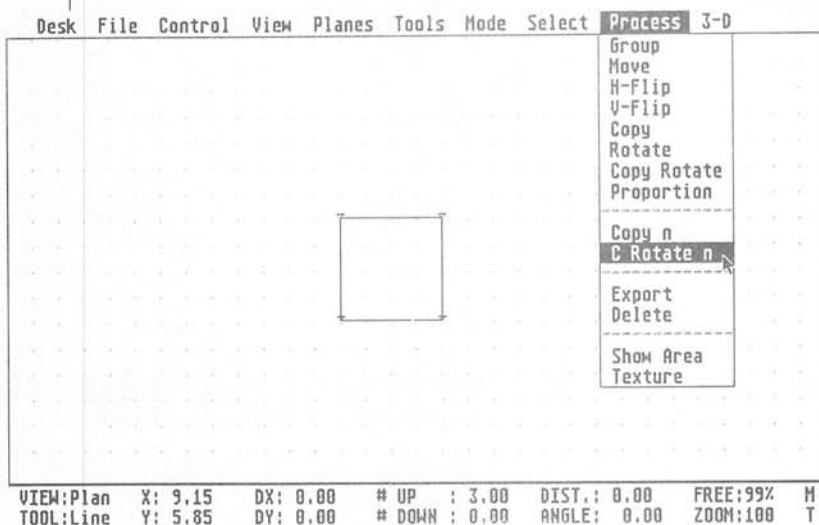 Desk File Control View Planes Tools Mode Select Process 3-D
Group
Move
H-Flip
V-Flip
Copy
Rotate
Copy Rotate
Proportion
Copy n
C Rotate n
Export
Delete
Show Area
Texture
VIEW:Plan X: 9.15 DX: 0.00 # UP : 3.00 DIST.: 0.00 FREE:99% M
TOOL:Line Y: 5.85 DY: 0.00 # DOWN : 0.00 ANGLE: 0.00 ZOOM:100 T